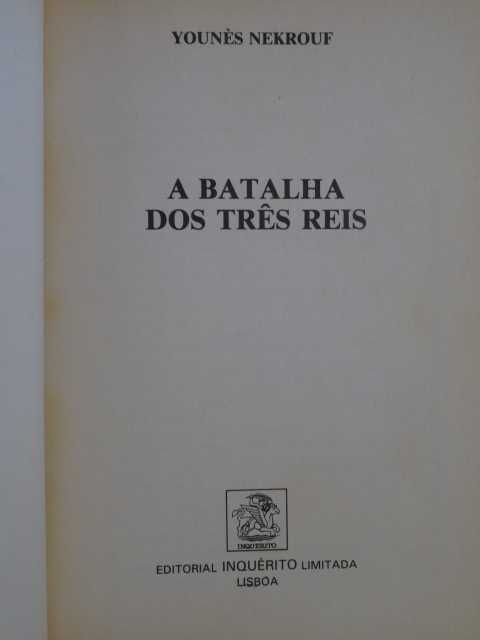 YOUNÈS NEKROUF
A BATALHA
DOS TRÊS REIS
INQUÉRITO
EDITORIAL INQUÉRITO LIMITADA
LISBOA